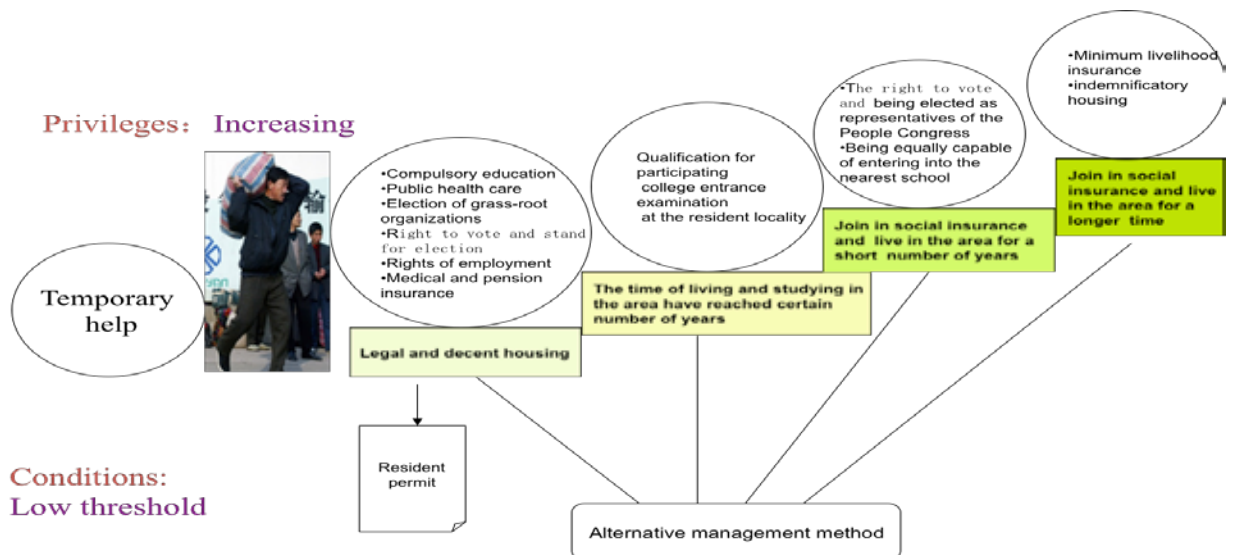 Privileges: Increasing
Temporary
help
•Compulsory education
•Public health care
•Election of grass-root
organizations
•Right to vote and stand
for election
•Rights of employment
•Medical and pension
insurance
Legal and decent housing
Resident
permit
Qualification for
participating
college entrance
examination
at the resident locality
The time of living and studying in
the area have reached certain
number of years
•The right to vote
and being elected as
representatives of the
People Congress
•Being equally capable
of entering into the
nearest school
Join in social insurance
and live in the area for a
short number of years
•Minimum livelihood
insurance
•indemnificatory
housing
Join in social
insurance and live
in the area for a
longer time
Conditions:
Low threshold
Alternative management method